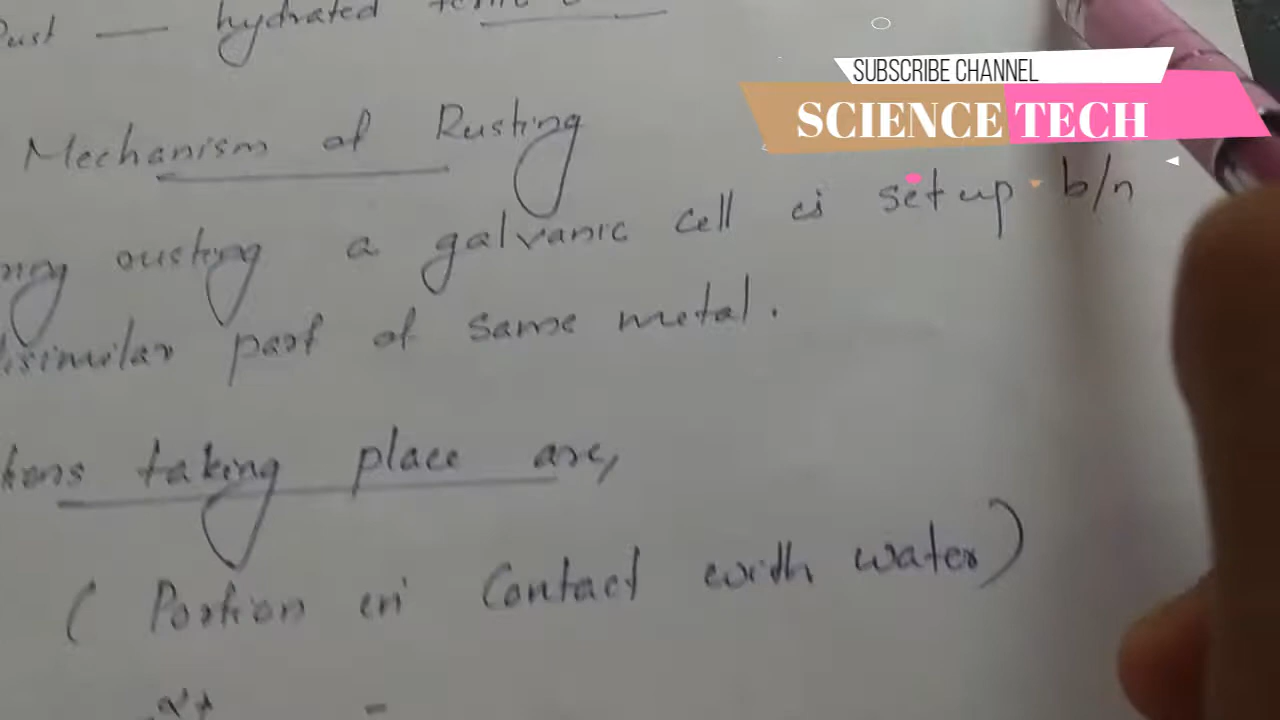 Rust — hydrated
SUBSCRIBE CHANNEL
SCIENCE TECH
Mechanism of Rusting
rusting a galvanic cell is set up b/n
dissimilar part of same metal.
taking place are,
( Portion in Contact with water)